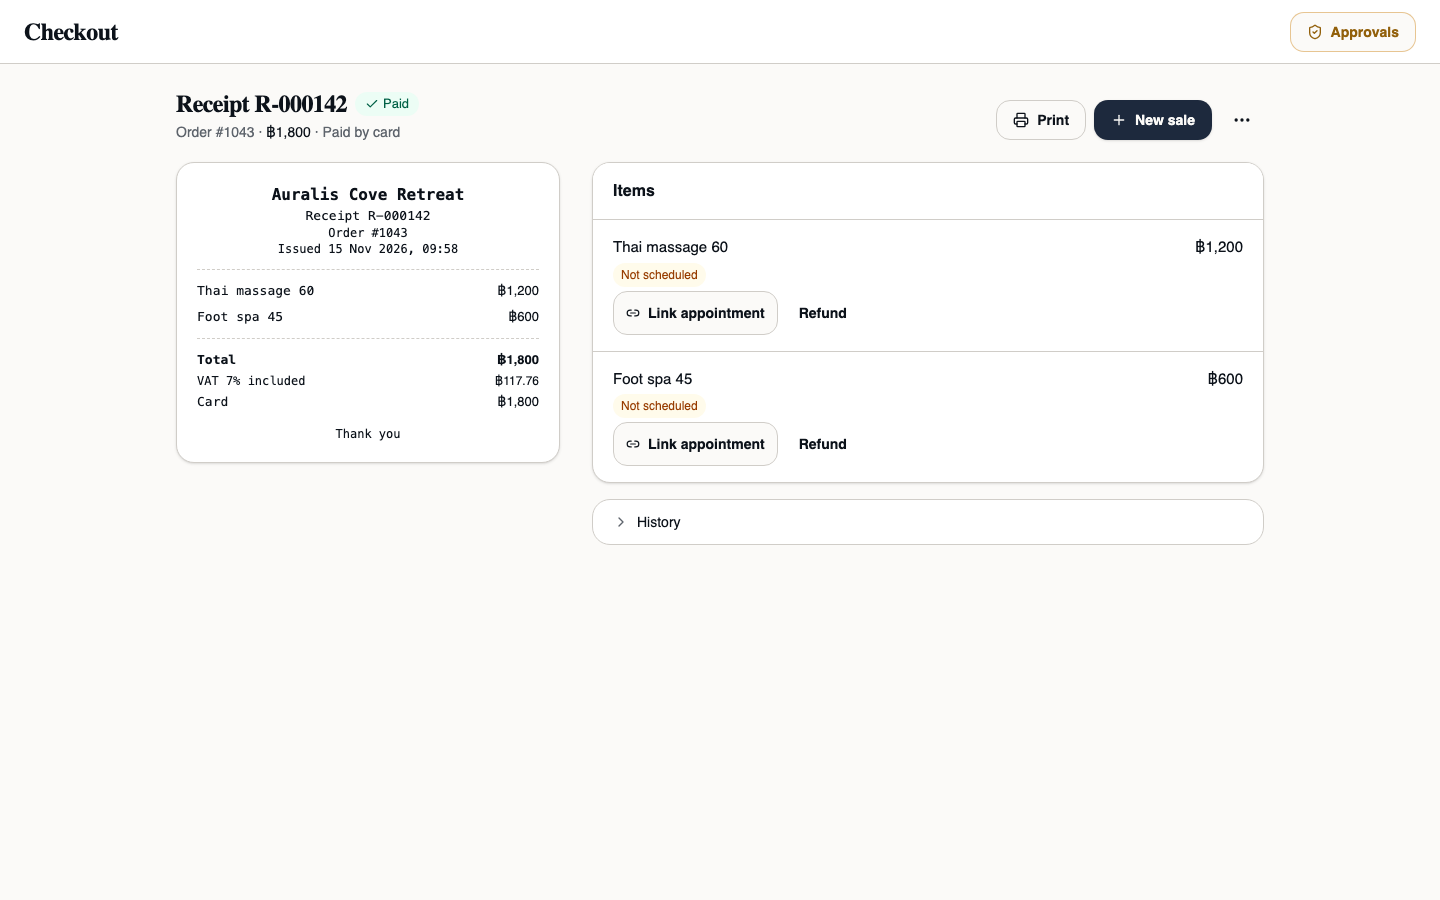 Checkout
Approvals
Receipt R-000142
Paid
Order #1043 · ฿1,800 · Paid by card
Print
New sale
Auralis Cove Retreat
Receipt R-000142
Order #1043
Issued 15 Nov 2026, 09:58
Thai massage 60 ฿1,200
Foot spa 45 ฿600
Total ฿1,800
VAT 7% included ฿117.76
Card ฿1,800
Thank you
Items
Thai massage 60 ฿1,200
Not scheduled
Link appointment Refund
Foot spa 45 ฿600
Not scheduled
Link appointment Refund
History